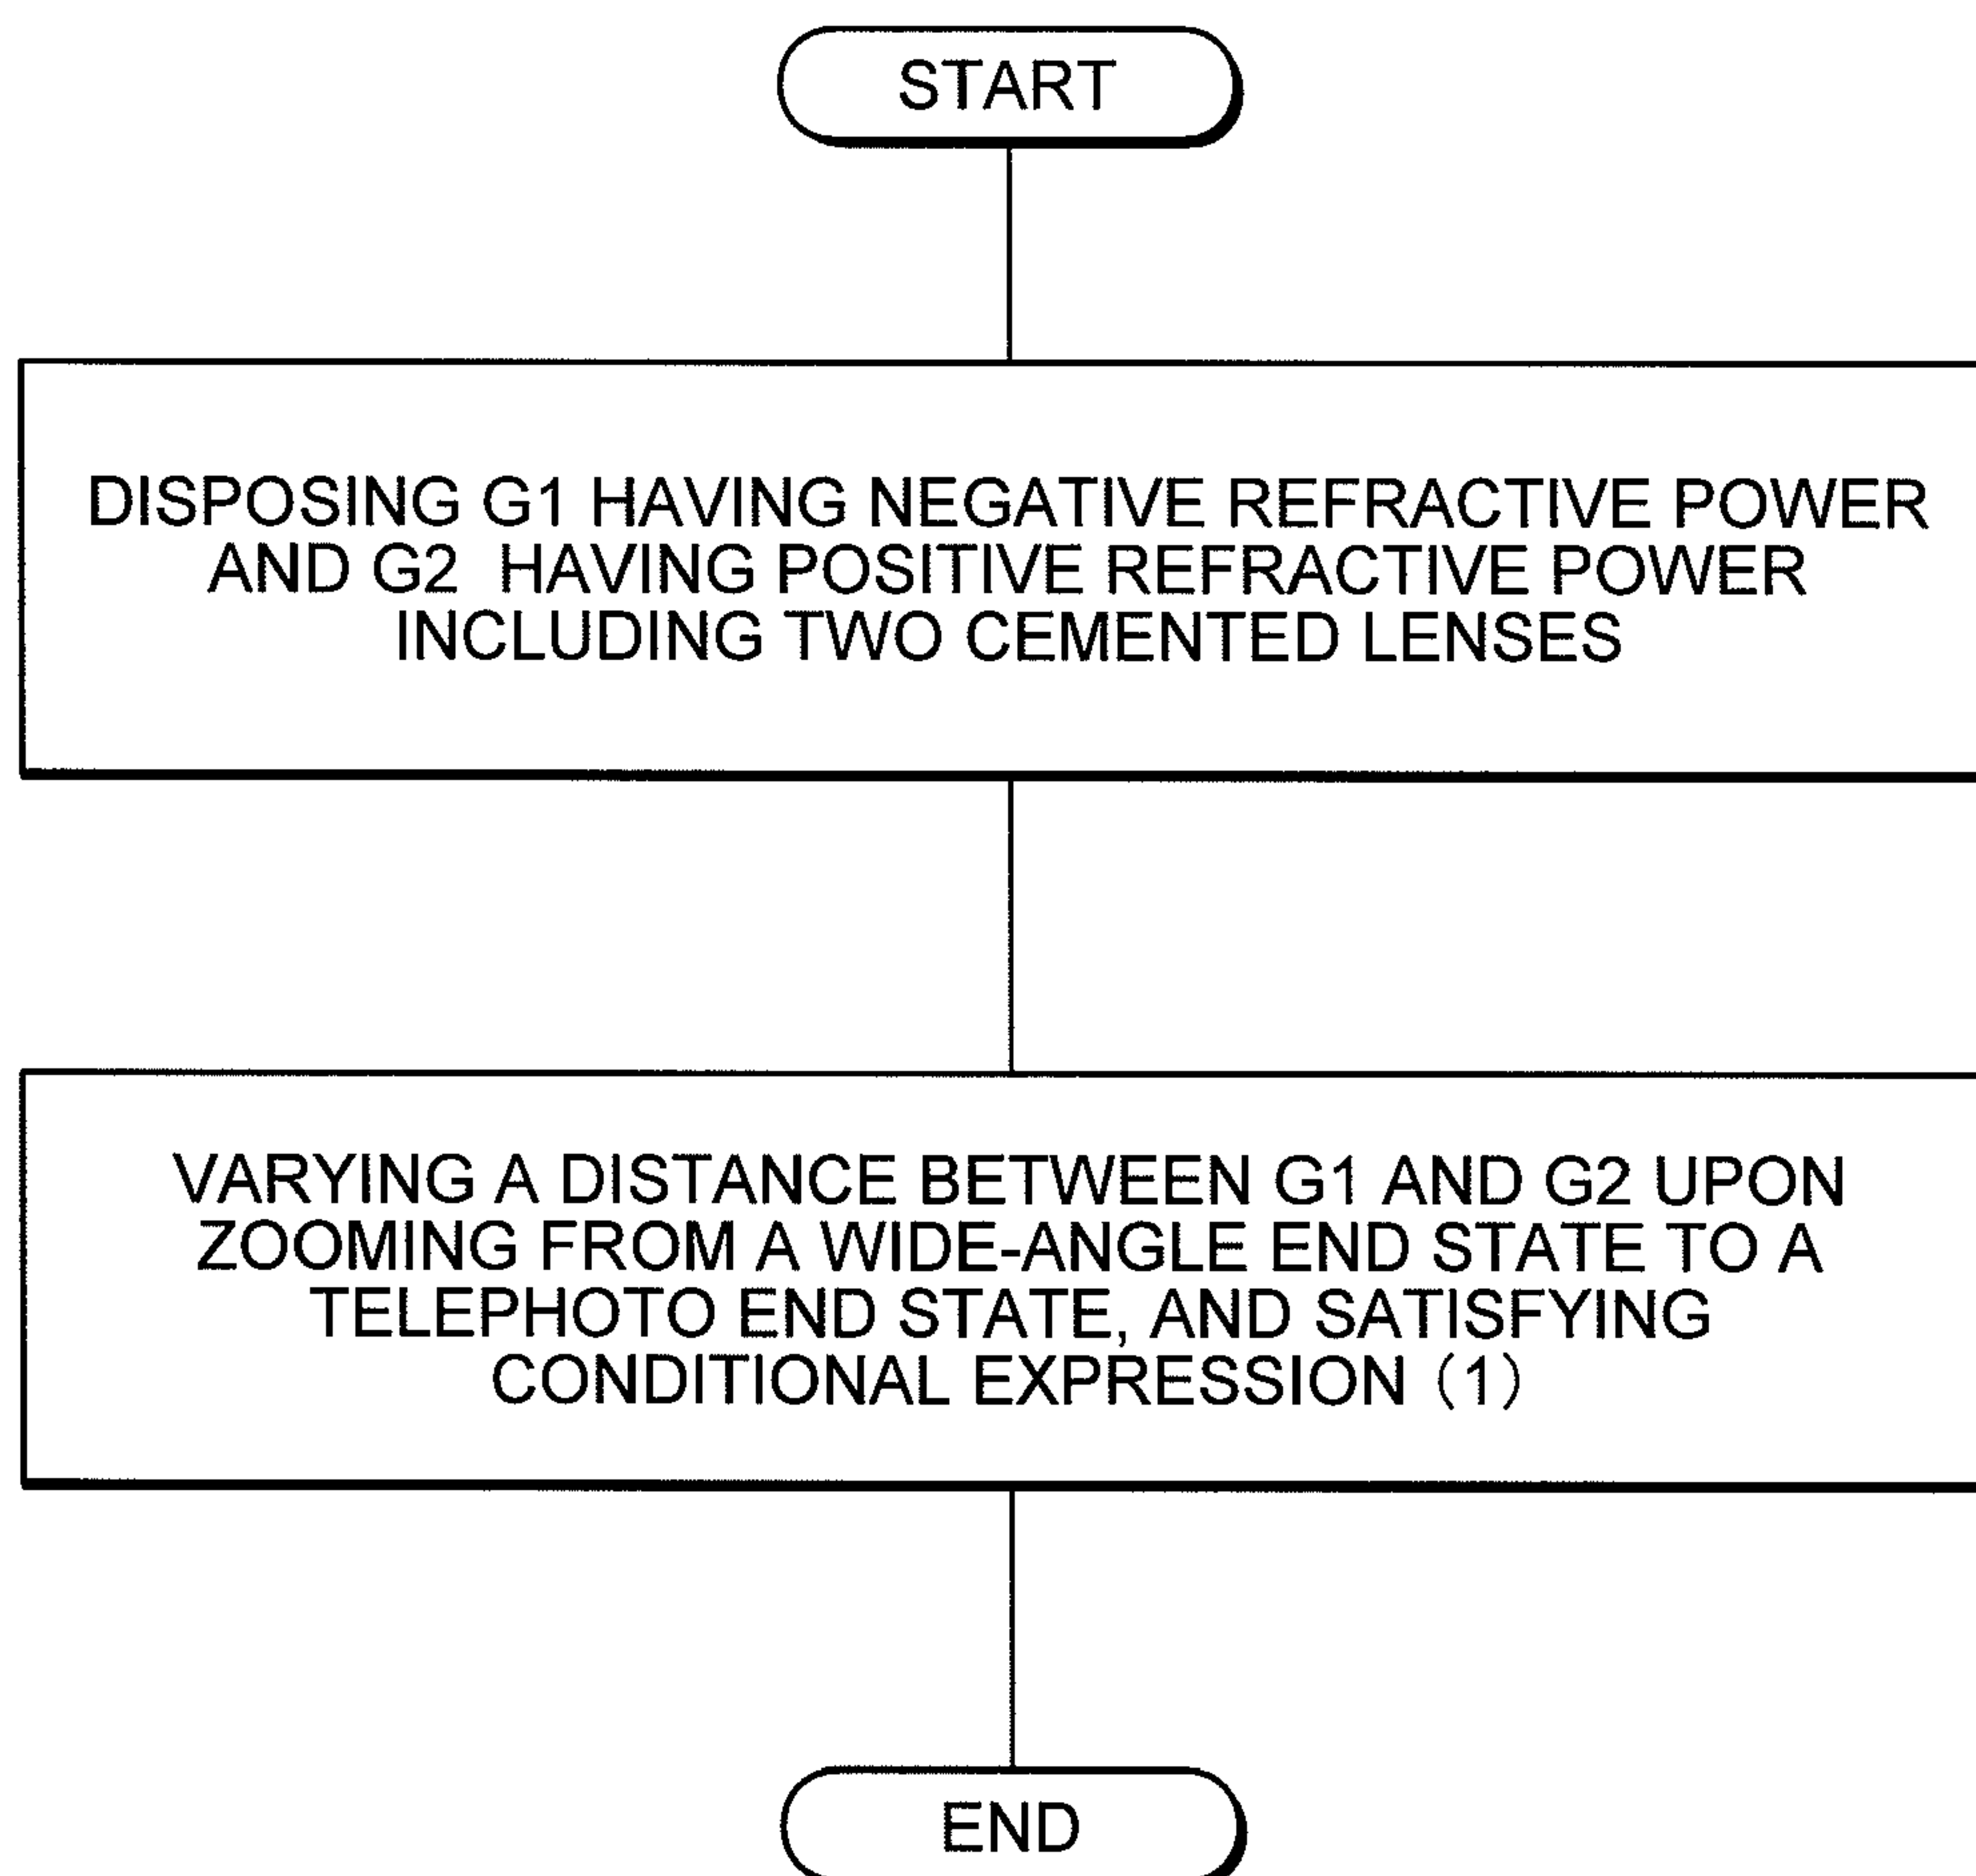 START
DISPOSING G1 HAVING NEGATIVE REFRACTIVE POWER
AND G2 HAVING POSITIVE REFRACTIVE POWER
INCLUDING TWO CEMENTED LENSES
VARYING A DISTANCE BETWEEN G1 AND G2 UPON
ZOOMING FROM A WIDE-ANGLE END STATE TO A
TELEPHOTO END STATE, AND SATISFYING
CONDITIONAL EXPRESSION (1)
END